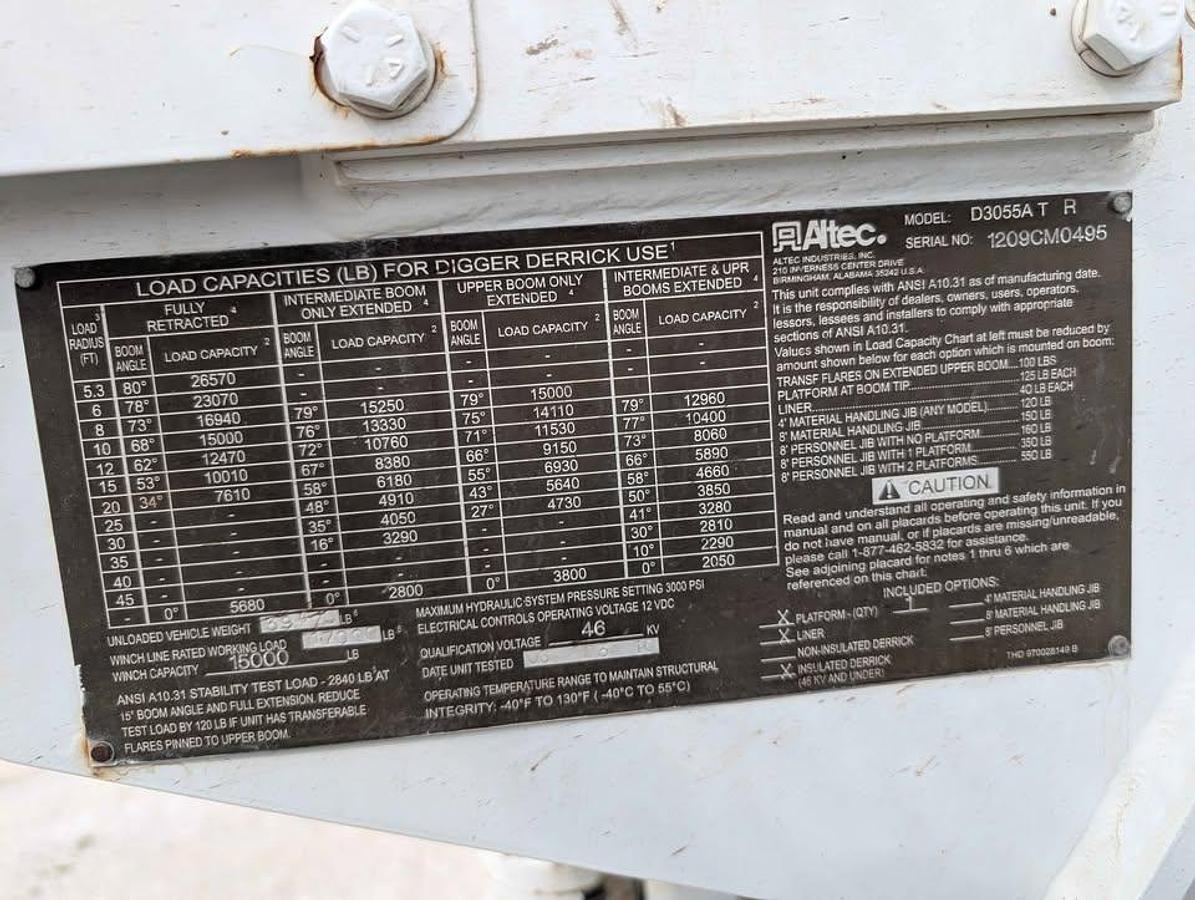 Altec.
MODEL: D3055A T R
SERIAL NO: 1209CM0495
ALTEC INDUSTRIES, INC.
210 INVERNESS CENTER DRIVE
BIRMINGHAM, ALABAMA 35242 U.S.A.
LOAD CAPACITIES (LB) FOR DIGGER DERRICK USE¹
LOAD³ RADIUS (FT) FULLY RETRACTED⁴ INTERMEDIATE BOOM ONLY EXTENDED⁴ UPPER BOOM ONLY EXTENDED⁴ INTERMEDIATE & UPR BOOMS EXTENDED⁴
BOOM ANGLE LOAD CAPACITY² BOOM ANGLE LOAD CAPACITY² BOOM ANGLE LOAD CAPACITY² BOOM ANGLE LOAD CAPACITY²
5.3 80° 26570 - - - - - -
6 78° 23070 - - - - - -
8 73° 16940 79° 15250 79° 15000 - -
10 68° 15000 76° 13330 75° 14110 79° 12960
12 62° 12470 72° 10760 71° 11530 77° 10400
15 53° 10010 67° 8380 66° 9150 73° 8060
20 34° 7610 58° 6180 55° 6930 66° 5890
25 - - 48° 4910 43° 5640 58° 4660
30 - - 35° 4050 27° 4730 50° 3850
35 - - 16° 3290 - - 41° 3280
40 - - - - - - 30° 2810
45 - - - - - - 10° 2290
- 0° 5680 0° 2800 0° 3800 0° 2050
UNLOADED VEHICLE WEIGHT LB⁶
WINCH LINE RATED WORKING LOAD LB⁵
WINCH CAPACITY 15000 LB
ANSI A10.31 STABILITY TEST LOAD - 2840 LB AT
15° BOOM ANGLE AND FULL EXTENSION. REDUCE
TEST LOAD BY 120 LB IF UNIT HAS TRANSFERABLE
FLARES PINNED TO UPPER BOOM.
MAXIMUM HYDRAULIC-SYSTEM PRESSURE SETTING 3000 PSI
ELECTRICAL CONTROLS OPERATING VOLTAGE 12 VDC
QUALIFICATION VOLTAGE 46 KV
DATE UNIT TESTED
OPERATING TEMPERATURE RANGE TO MAINTAIN STRUCTURAL
INTEGRITY: -40°F TO 130°F ( -40°C TO 55°C)
This unit complies with ANSI A10.31 as of manufacturing date.
It is the responsibility of dealers, owners, users, operators.
lessors, lessees and installers to comply with appropriate
sections of ANSI A10.31.
Values shown in Load Capacity Chart at left must be reduced by
amount shown below for each option which is mounted on boom:
TRANSF FLARES ON EXTENDED UPPER BOOM....100 LBS
PLATFORM AT BOOM TIP....125 LB EACH
LINER....40 LB EACH
4' MATERIAL HANDLING JIB (ANY MODEL)....120 LB
8' MATERIAL HANDLING JIB....150 LB
8' PERSONNEL JIB WITH NO PLATFORM....160 LB
8' PERSONNEL JIB WITH 1 PLATFORM....350 LB
8' PERSONNEL JIB WITH 2 PLATFORMS....550 LB
CAUTION
Read and understand all operating and safety information in
manual and on all placards before operating this unit. If you
do not have manual, or if placards are missing/unreadable,
please call 1-877-462-5832 for assistance.
See adjoining placard for notes 1 thru 6 which are
referenced on this chart.
INCLUDED OPTIONS:
X PLATFORM - (QTY) 1
X LINER
NON-INSULATED DERRICK
X INSULATED DERRICK
(46 KV AND UNDER)
4' MATERIAL HANDLING JIB
8' MATERIAL HANDLING JIB
8' PERSONNEL JIB
THD 970028149 B